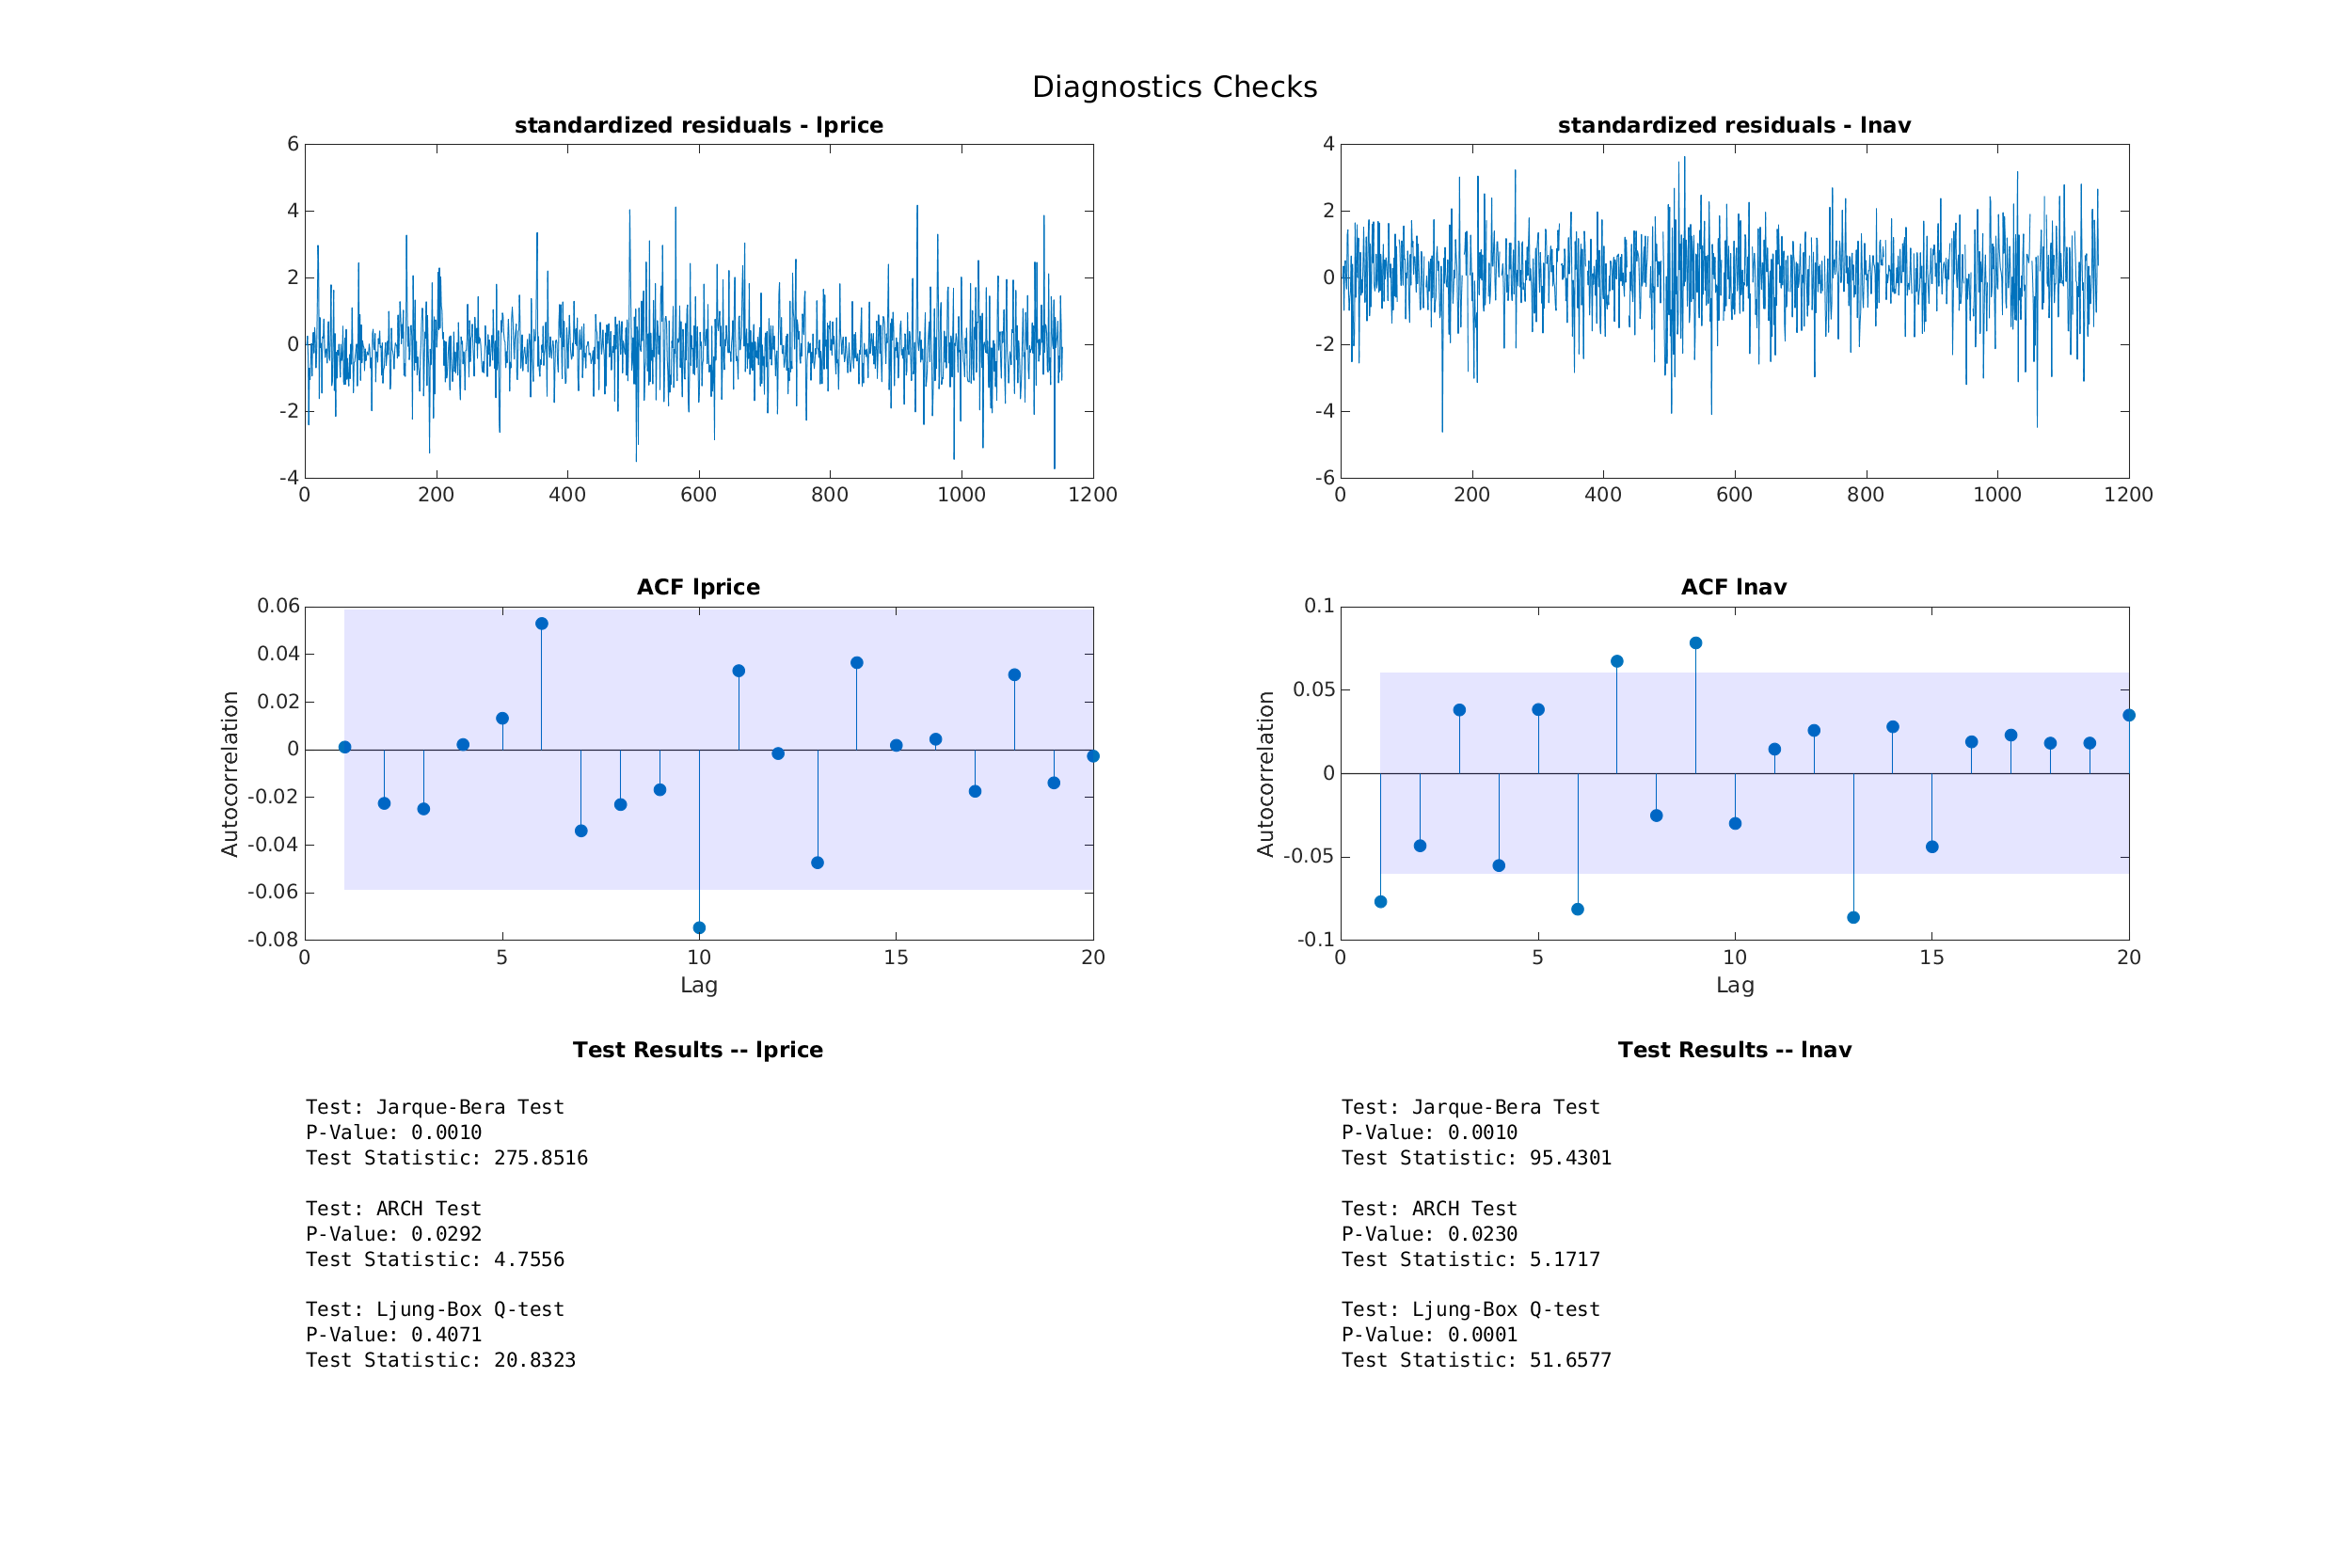 Diagnostics Checks
standardized residuals - lprice
6
4
2
0
-2
-4
0 200 400 600 800 1000 1200
standardized residuals - lnav
4
2
0
-2
-4
-6
0 200 400 600 800 1000 1200
ACF lprice
0.06
0.04
0.02
0
-0.02
-0.04
-0.06
-0.08
Autocorrelation
0 5 10 15 20
Lag
ACF lnav
0.1
0.05
0
-0.05
-0.1
Autocorrelation
0 5 10 15 20
Lag
Test Results -- lprice
Test: Jarque-Bera Test
P-Value: 0.0010
Test Statistic: 275.8516
Test: ARCH Test
P-Value: 0.0292
Test Statistic: 4.7556
Test: Ljung-Box Q-test
P-Value: 0.4071
Test Statistic: 20.8323
Test Results -- lnav
Test: Jarque-Bera Test
P-Value: 0.0010
Test Statistic: 95.4301
Test: ARCH Test
P-Value: 0.0230
Test Statistic: 5.1717
Test: Ljung-Box Q-test
P-Value: 0.0001
Test Statistic: 51.6577